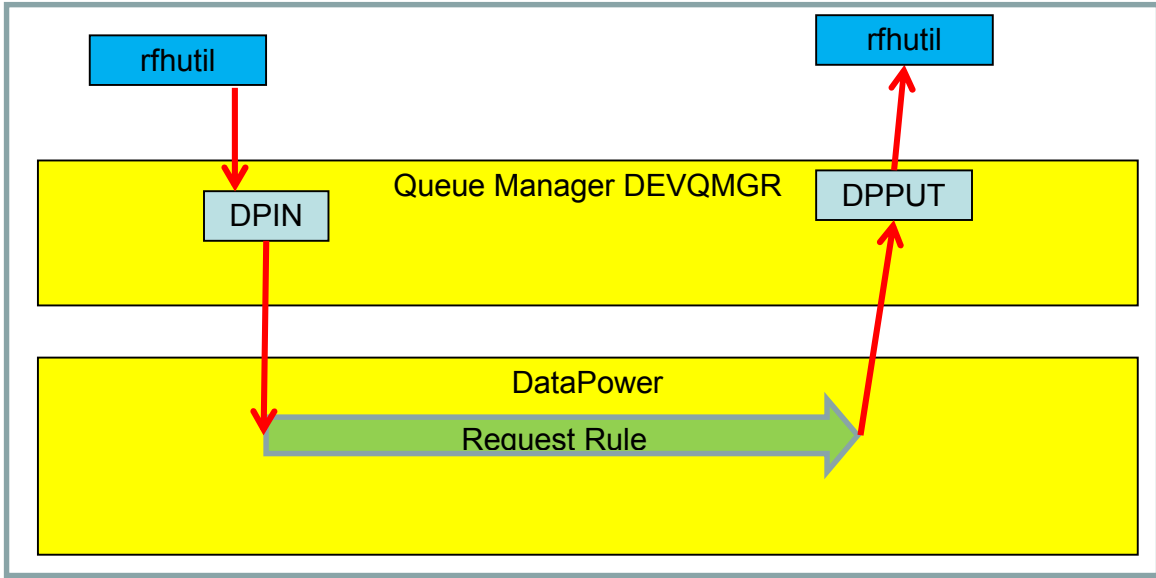 rfhutil
rfhutil
Queue Manager DEVQMGR
DPIN
DPPUT
DataPower
Request Rule